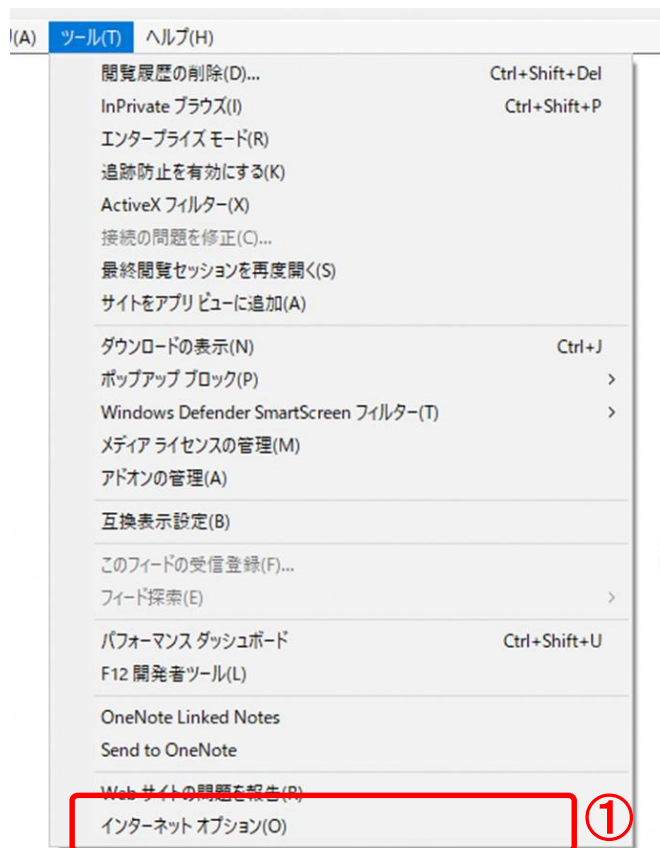 (A) ツール(T) ヘルプ(H)
閲覧履歴の削除(D)... Ctrl+Shift+Del
InPrivate ブラウズ(I) Ctrl+Shift+P
エンタープライズ モード(R)
追跡防止を有効にする(K)
ActiveX フィルター(X)
接続の問題を修正(C)...
最終閲覧セッションを再度開く(S)
サイトをアプリ ビューに追加(A)
ダウンロードの表示(N) Ctrl+J
ポップアップ ブロック(P) >
Windows Defender SmartScreen フィルター(T) >
メディア ライセンスの管理(M)
アドオンの管理(A)
互換表示設定(B)
このフィードの受信登録(F)...
フィード探索(E) >
パフォーマンス ダッシュボード Ctrl+Shift+U
F12 開発者ツール(L)
OneNote Linked Notes
Send to OneNote
Web サイトの問題を報告(R)
インターネット オプション(O) ①